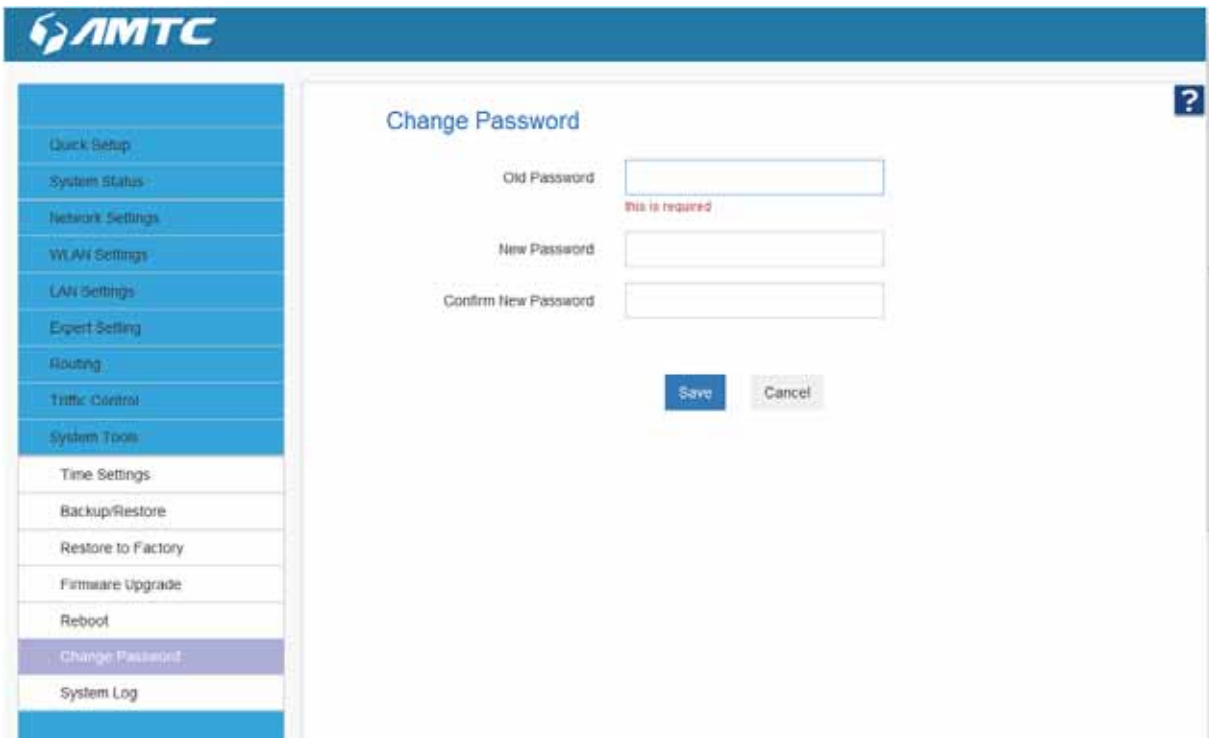 AMTC
?
Change Password
Quick Setup
System Status
Network Settings
WLAN Settings
LAN Settings
Expert Setting
Routing
Triffic Control
System Tools
Time Settings
Backup/Restore
Restore to Factory
Firmware Upgrade
Reboot
Change Password
System Log
Old Password
this is required
New Password
Confirm New Password
Save Cancel